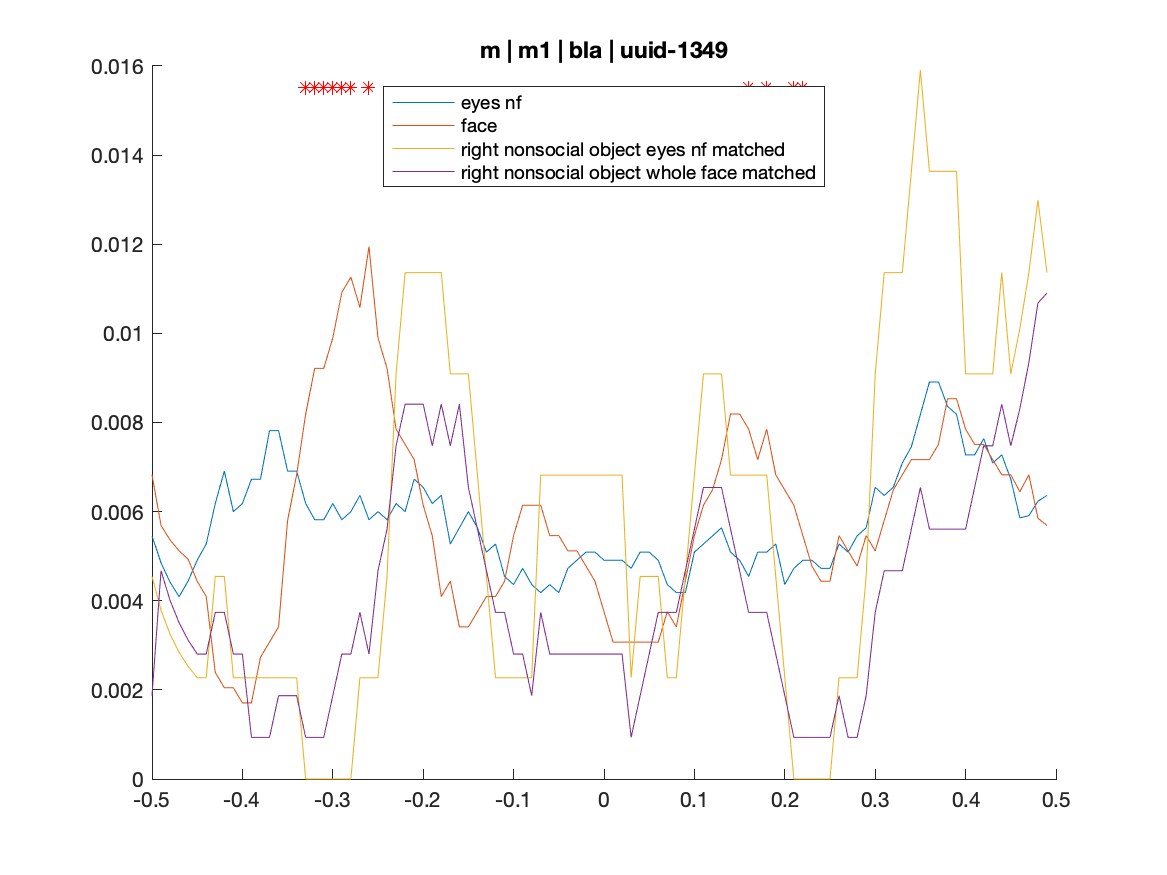 m | m1 | bla | uuid-1349
0.016
0.014
0.012
0.01
0.008
0.006
0.004
0.002
0
eyes nf
face
right nonsocial object eyes nf matched
right nonsocial object whole face matched
-0.5 -0.4 -0.3 -0.2 -0.1 0 0.1 0.2 0.3 0.4 0.5